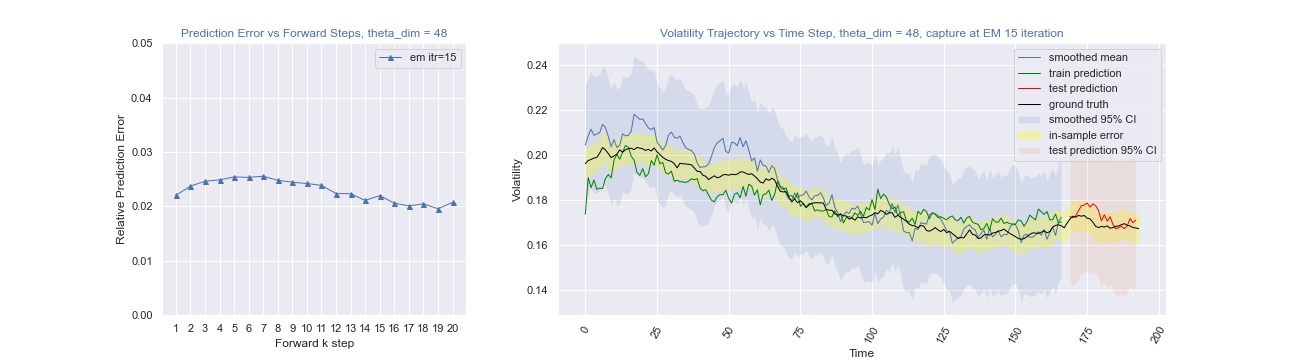 Prediction Error vs Forward Steps, theta_dim = 48
em itr=15
0.05
0.04
0.03
0.02
0.01
0.00
Relative Prediction Error
1 2 3 4 5 6 7 8 9 10 11 12 13 14 15 16 17 18 19 20
Forward k step
Volatility Trajectory vs Time Step, theta_dim = 48, capture at EM 15 iteration
smoothed mean
train prediction
test prediction
ground truth
smoothed 95% CI
in-sample error
test prediction 95% CI
0.24
0.22
0.20
0.18
0.16
0.14
Volatility
0 25 50 75 100 125 150 175 200
Time